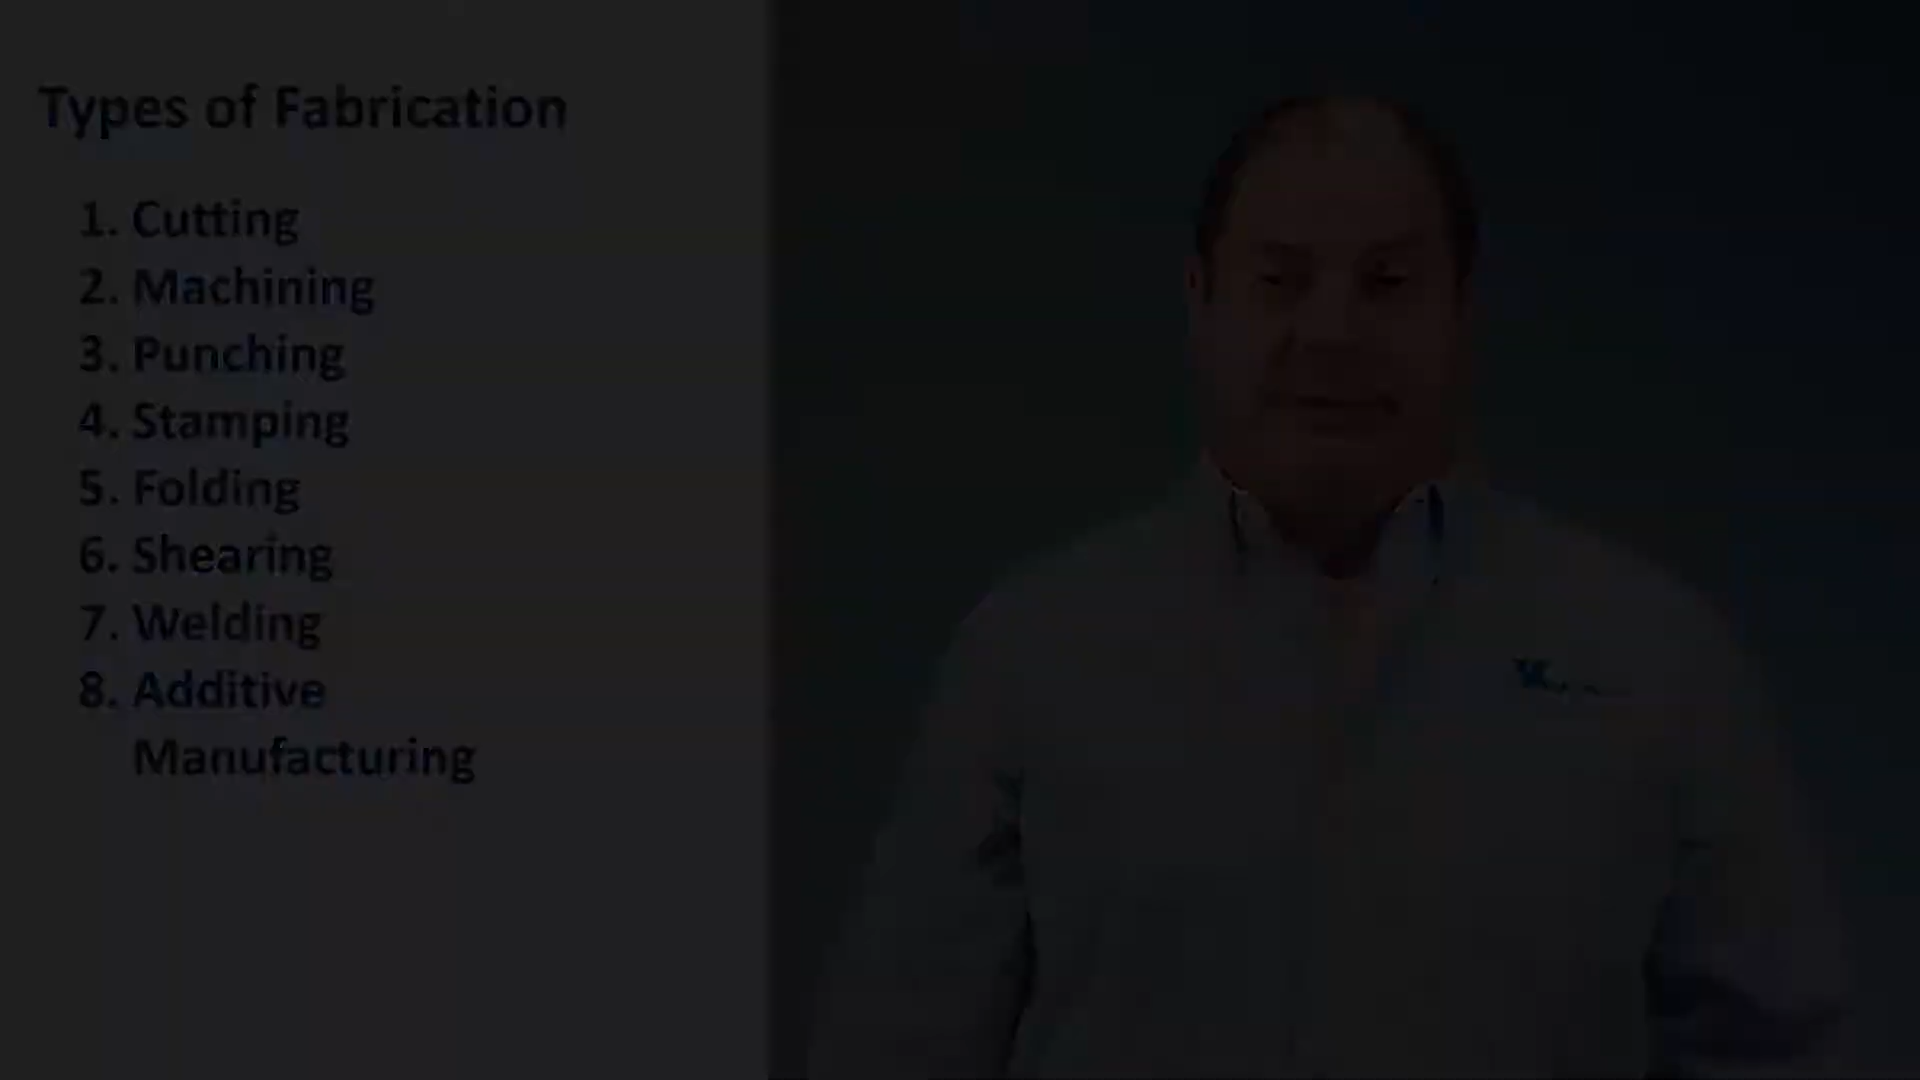 Types of Fabrication
1. Cutting
2. Machining
3. Punching
4. Stamping
5. Folding
6. Shearing
7. Welding
8. Additive
Manufacturing